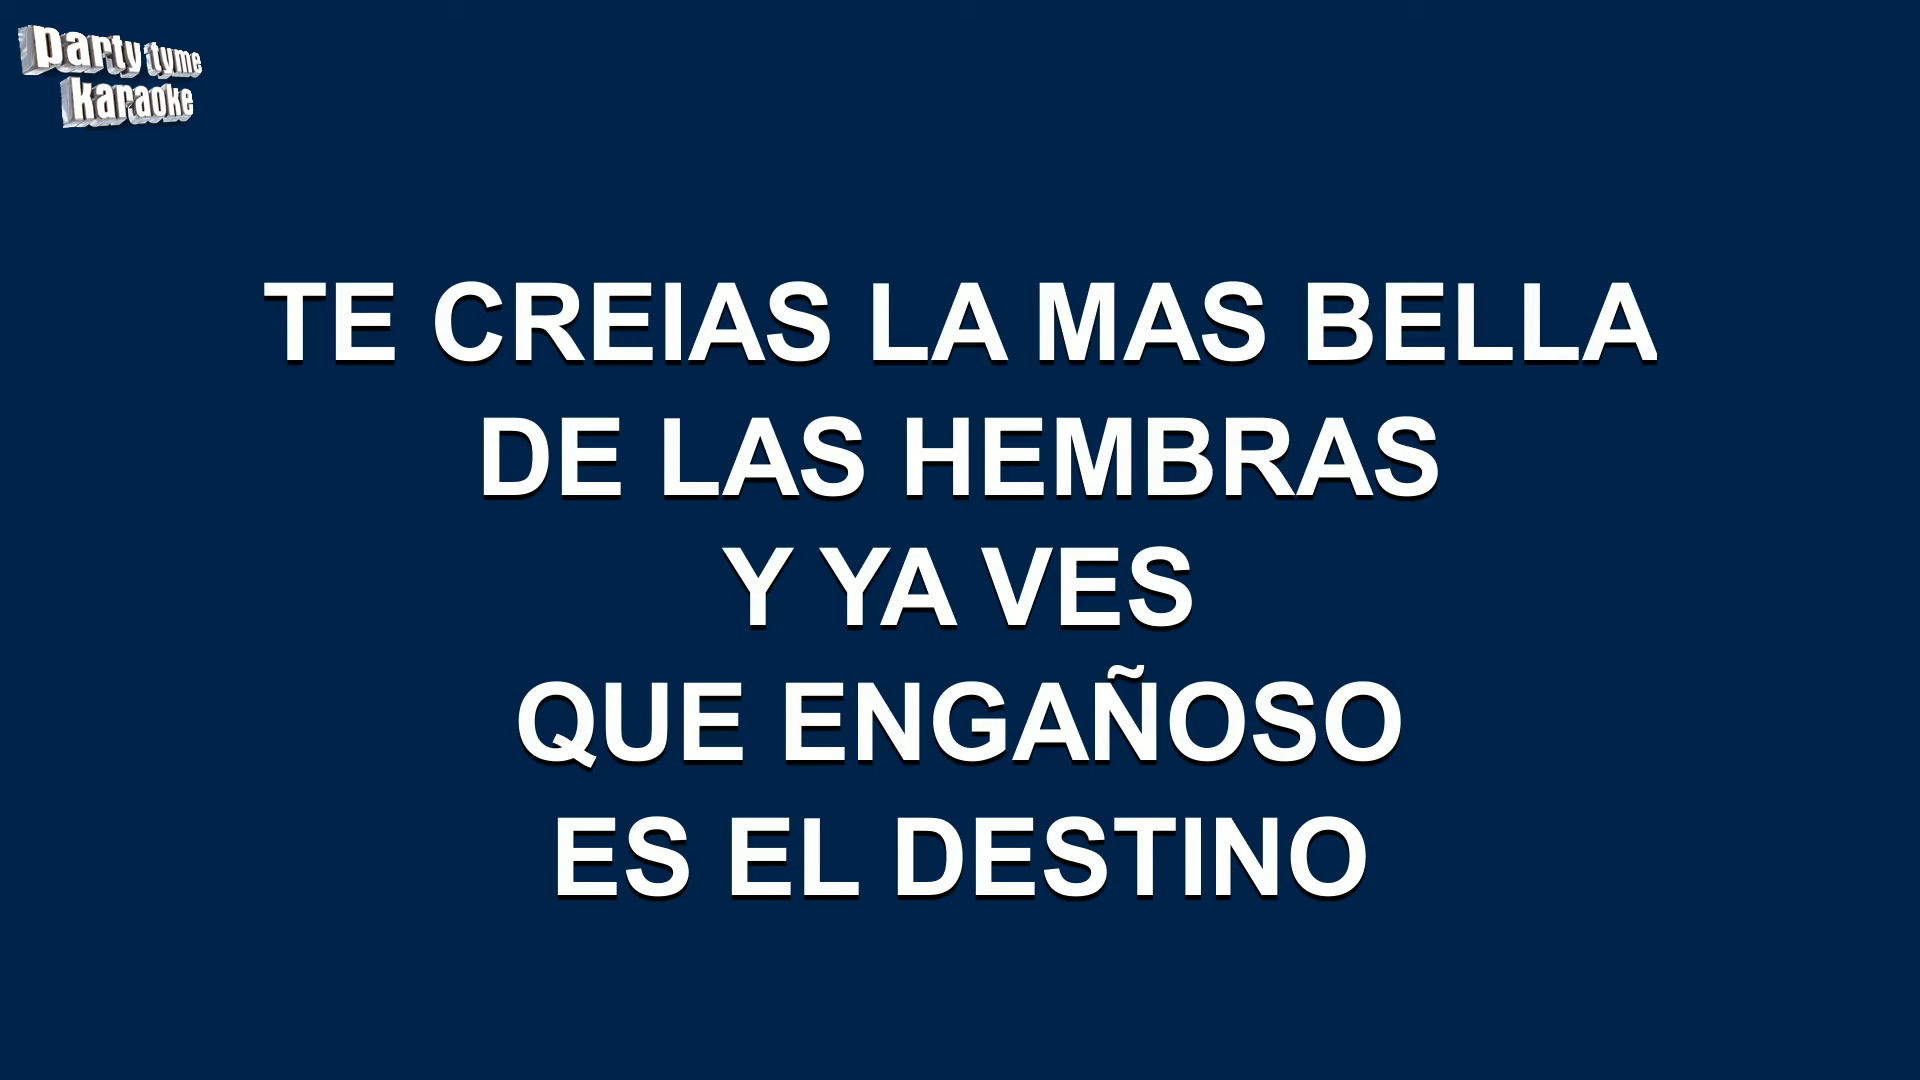 party tyme
karaoke
TE CREIAS LA MAS BELLA
DE LAS HEMBRAS
Y YA VES
QUE ENGAÑOSO
ES EL DESTINO